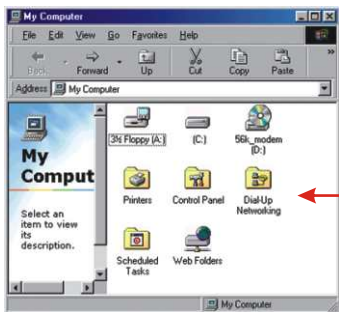 My Computer
File Edit View Go Favorites Help
Back Forward Up Cut Copy Paste »
Address My Computer
My
Comput
Select an
item to view
its
description.
3½ Floppy (A:) (C:) 56k_modem
(D:)
Printers Control Panel Dial-Up
Networking
Scheduled
Tasks Web Folders
My Computer